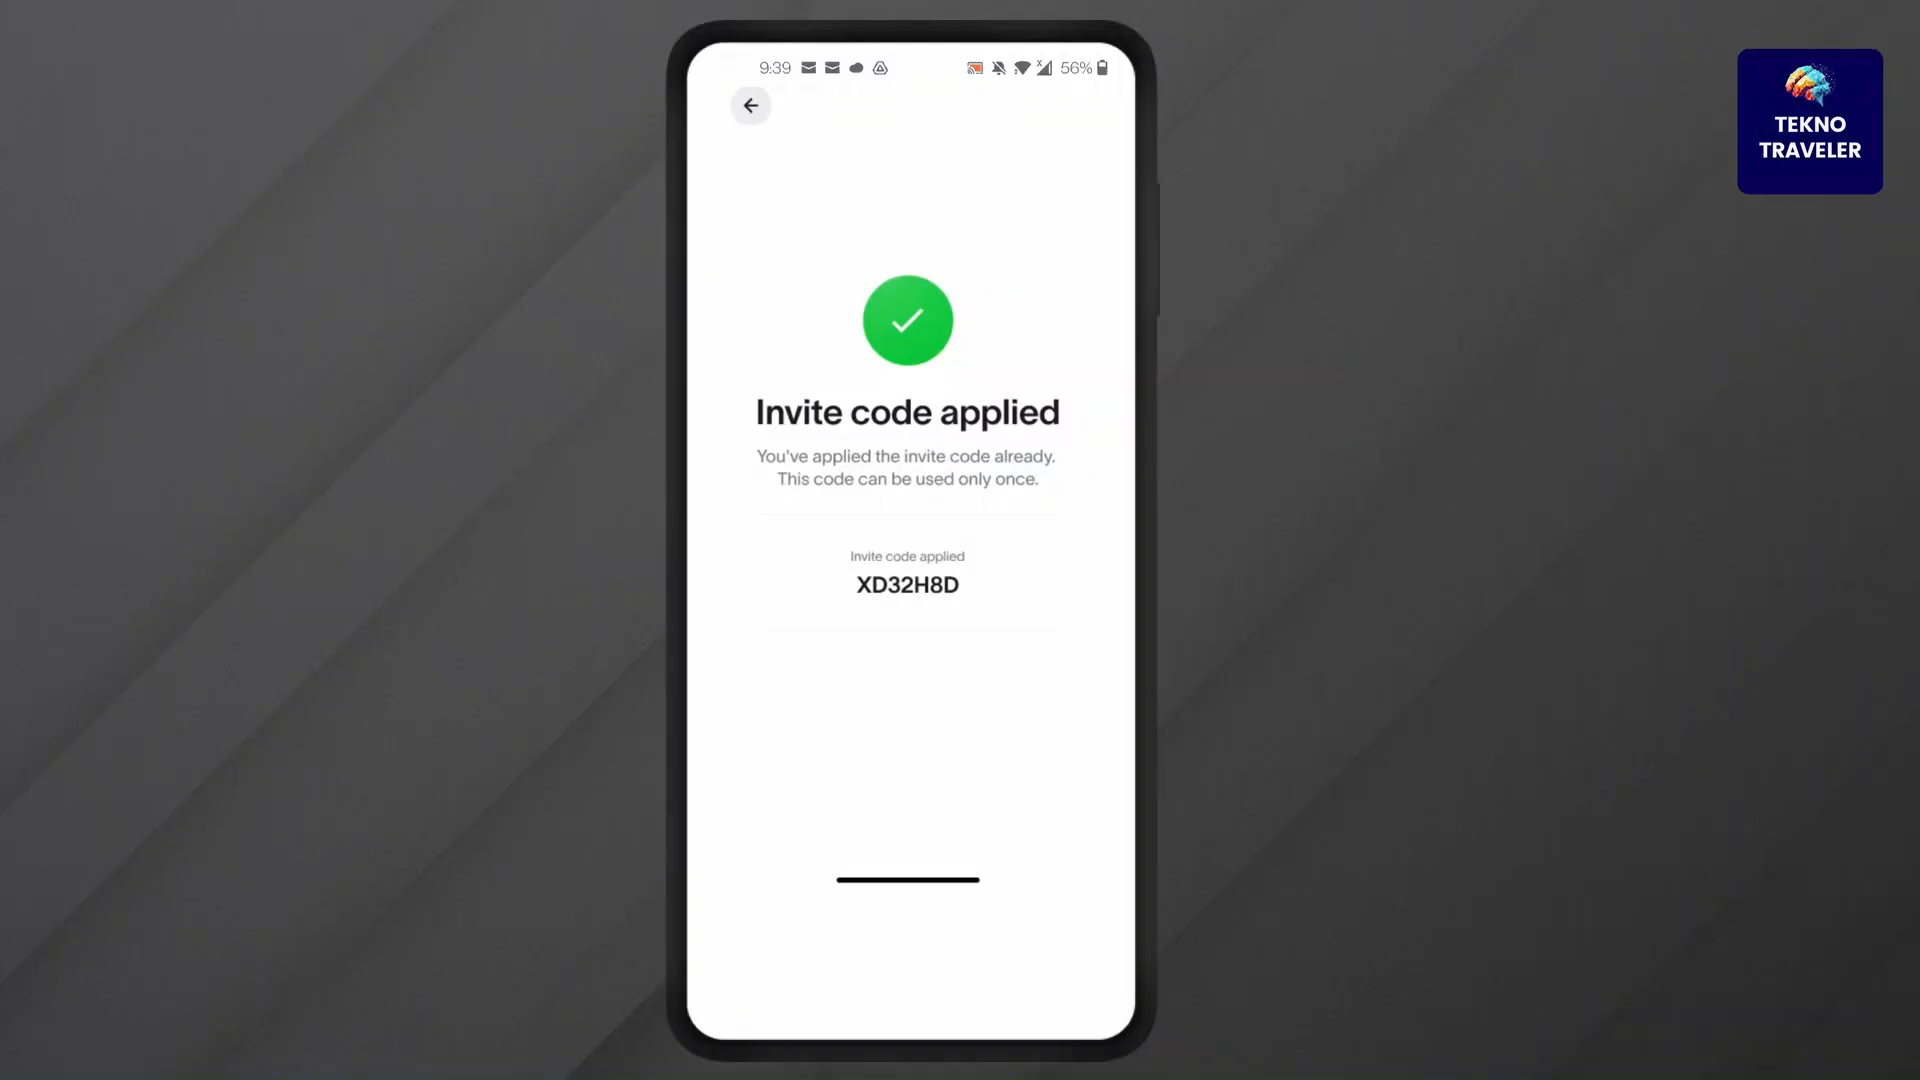 9:39
56%
TEKNO
TRAVELER
Invite code applied
You've applied the invite code already.
This code can be used only once.
Invite code applied
XD32H8D